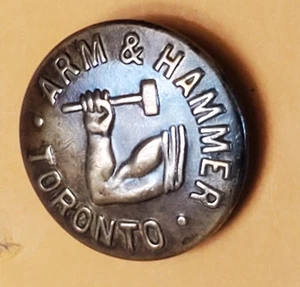 ARM & HAMMER
· TORONTO ·